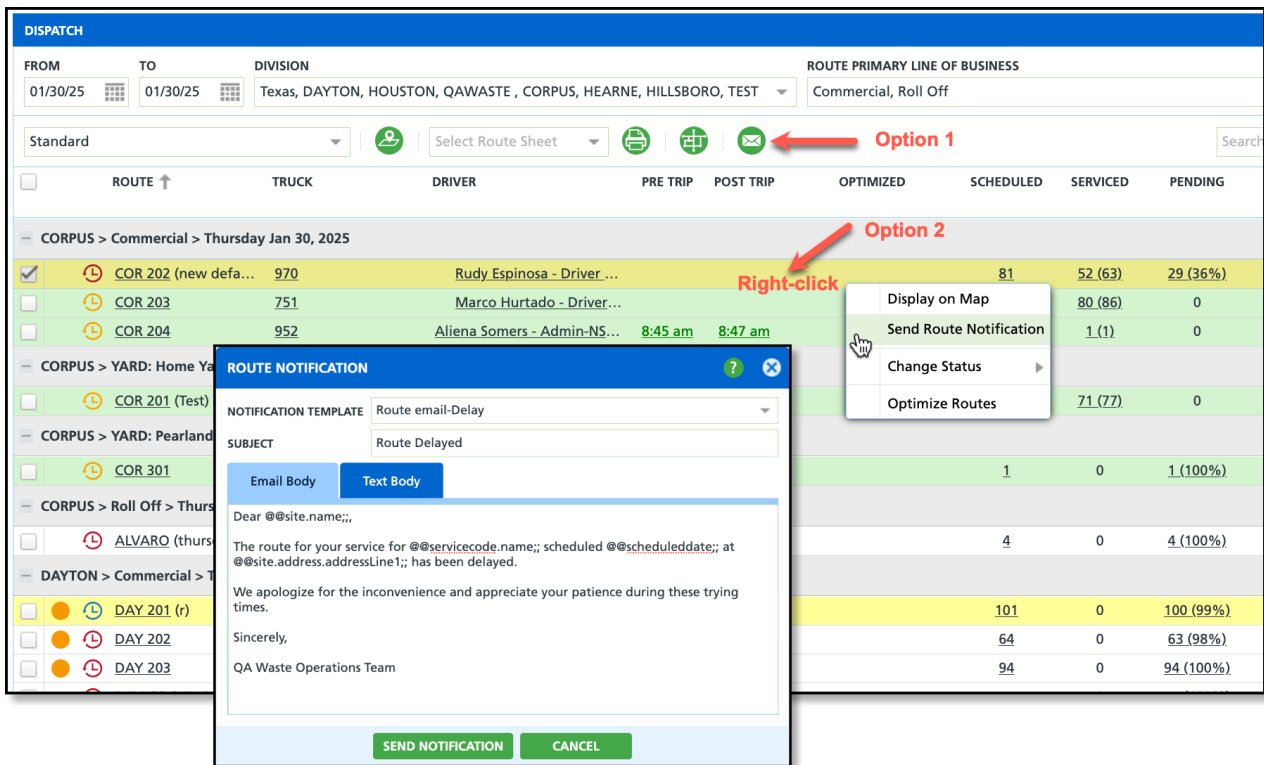 DISPATCH
FROM TO DIVISION ROUTE PRIMARY LINE OF BUSINESS
01/30/25 01/30/25 Texas, DAYTON, HOUSTON, QAWASTE , CORPUS, HEARNE, HILLSBORO, TEST Commercial, Roll Off
Standard Select Route Sheet Option 1 Search
ROUTE TRUCK DRIVER PRE TRIP POST TRIP OPTIMIZED SCHEDULED SERVICED PENDING
CORPUS > Commercial > Thursday Jan 30, 2025
Option 2
Right-click
COR 202 (new defa... 970 Rudy Espinosa - Driver ... 81 52 (63) 29 (36%)
COR 203 751 Marco Hurtado - Driver... 80 (86) 0
COR 204 952 Aliena Somers - Admin-NS... 8:45 am 8:47 am 1 (1) 0
Display on Map
Send Route Notification
Change Status
Optimize Routes
CORPUS > YARD: Home Ya
COR 201 (Test) 71 (77) 0
CORPUS > YARD: Pearland
COR 301 1 0 1 (100%)
CORPUS > Roll Off > Thurs
ALVARO (thurs 4 0 4 (100%)
DAYTON > Commercial > T
DAY 201 (r) 101 0 100 (99%)
DAY 202 64 0 63 (98%)
DAY 203 94 0 94 (100%)
ROUTE NOTIFICATION ?
NOTIFICATION TEMPLATE Route email-Delay
SUBJECT Route Delayed
Email Body Text Body
Dear @@site.name;;,
The route for your service for @@servicecode.name;; scheduled @@scheduleddate;; at
@@site.address.addressLine1;; has been delayed.
We apologize for the inconvenience and appreciate your patience during these trying
times.
Sincerely,
QA Waste Operations Team
SEND NOTIFICATION CANCEL